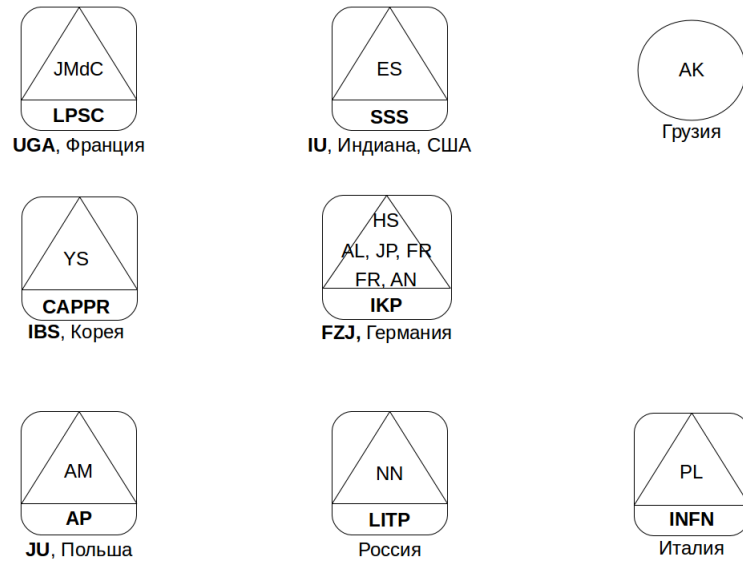 JMdC
LPSC
UGA, Франция
ES
SSS
IU, Индиана, США
AK
Грузия
YS
CAPPR
IBS, Корея
HS
AL, JP, FR
FR, AN
IKP
FZJ, Германия
AM
AP
JU, Польша
NN
LITP
Россия
PL
INFN
Италия